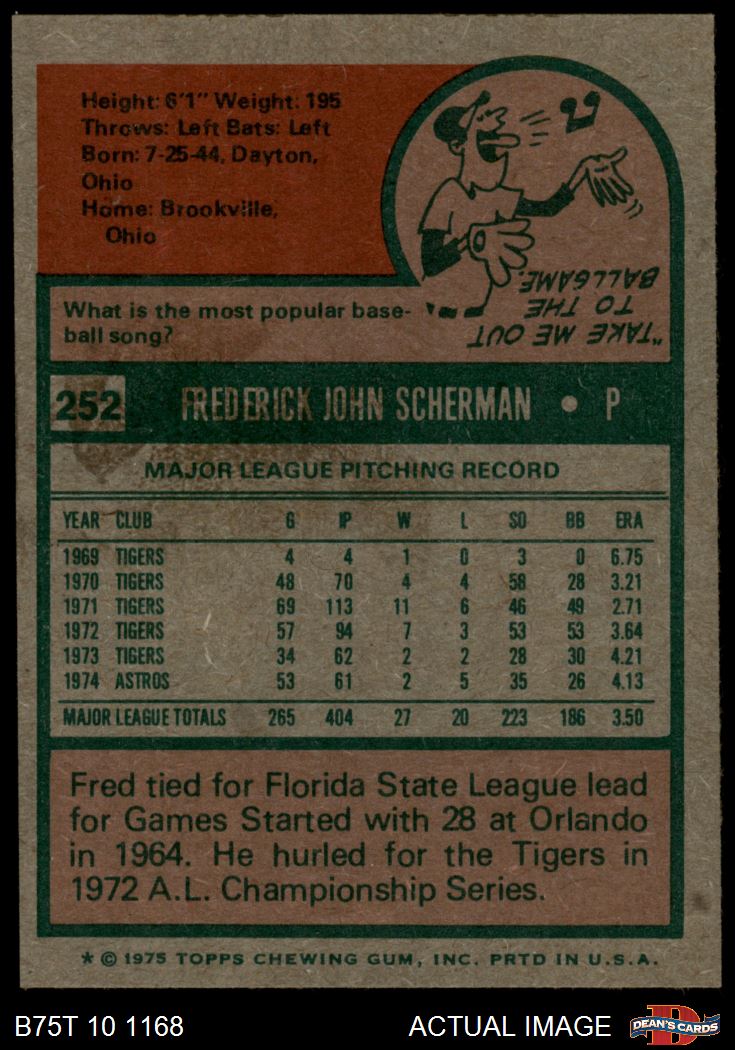 Height: 6'1" Weight: 195
Throws: Left Bats: Left
Born: 7-25-44, Dayton,
Ohio
Home: Brookville,
Ohio
What is the most popular base-
ball song?
"TAKE ME OUT
TO THE
BALLGAME.
252 FREDERICK JOHN SCHERMAN • P
MAJOR LEAGUE PITCHING RECORD
YEAR CLUB G IP W L SO BB ERA
1969 TIGERS 4 4 1 0 3 0 6.75
1970 TIGERS 48 70 4 4 58 28 3.21
1971 TIGERS 69 113 11 6 46 49 2.71
1972 TIGERS 57 94 7 3 53 53 3.64
1973 TIGERS 34 62 2 2 28 30 4.21
1974 ASTROS 53 61 2 5 35 26 4.13
MAJOR LEAGUE TOTALS 265 404 27 20 223 186 3.50
Fred tied for Florida State League lead
for Games Started with 28 at Orlando
in 1964. He hurled for the Tigers in
1972 A.L. Championship Series.
* © 1975 TOPPS CHEWING GUM, INC. PRTD IN U.S.A.
B75T 10 1168 ACTUAL IMAGE D DEAN'S CARDS